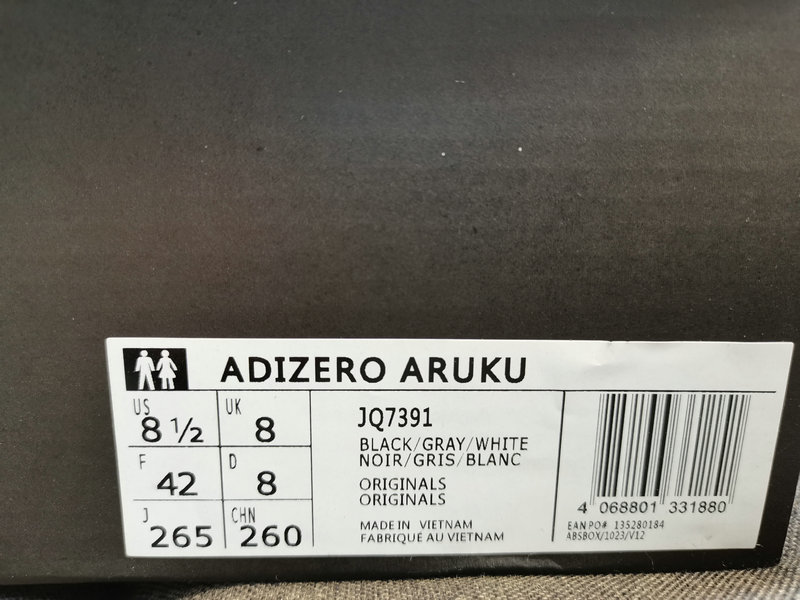 ADIZERO ARUKU
US
8 ½
UK
8
F
42
D
8
J
265
CHN
260
JQ7391
BLACK/GRAY/WHITE
NOIR/GRIS/BLANC
ORIGINALS
ORIGINALS
MADE IN VIETNAM
FABRIQUÉ AU VIETNAM
4 068801 331880
EAN PO# 135280184
ABSBOX/1023/V12